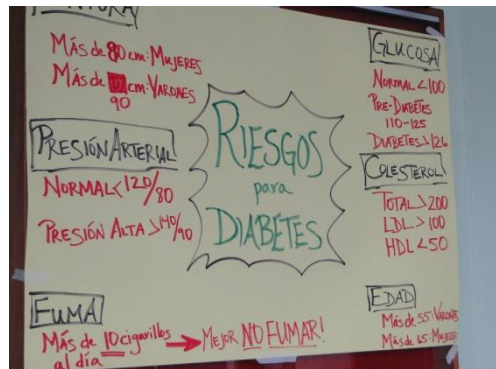 Más de 80 cm: Mujeres
Más de cm: Varones
90
Presión Arterial
Normal < 120/80
Presión Alta > 140/90
Fuma
Más de 10 cigarillos
al día
→ Mejor NO FUMAR!
Riesgos
para
Diabetes
Glucosa
Normal < 100
Pre-Diabetes
110-125
Diabetes > 126
Colesterol
Total > 200
LDL > 100
HDL < 50
Edad
Más de 55: Varones
Más de 65: Mujeres